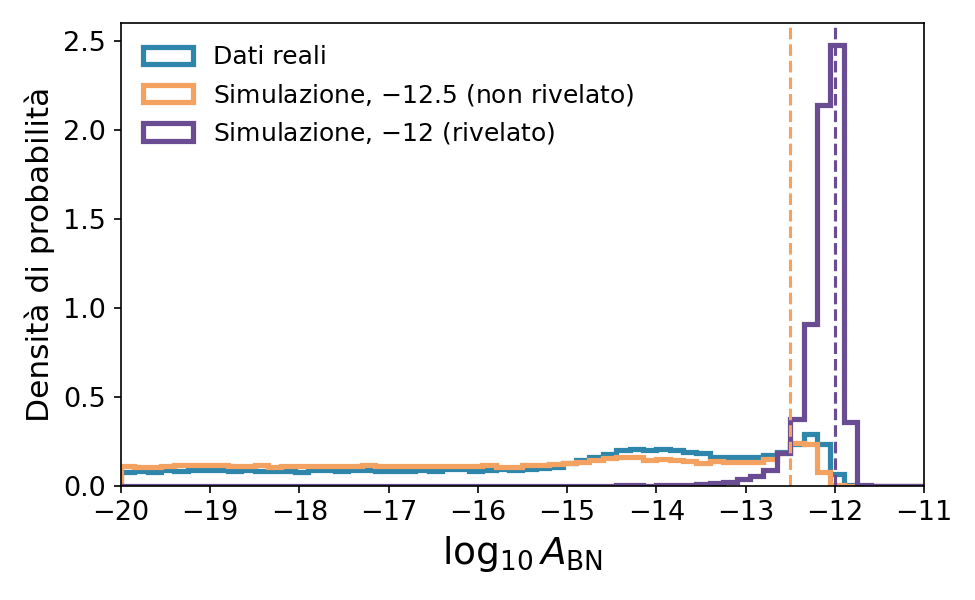 Dati reali
Simulazione, −12.5 (non rivelato)
Simulazione, −12 (rivelato)
Densità di probabilità
2.5
2.0
1.5
1.0
0.5
0.0
−20 −19 −18 −17 −16 −15 −14 −13 −12 −11
log₁₀ A_BN